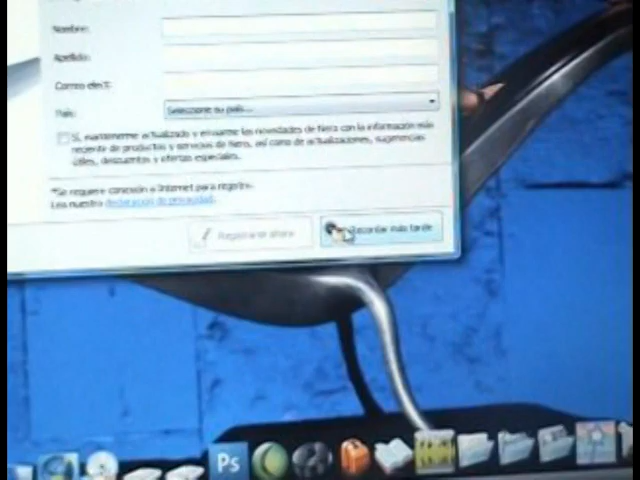 Nombre:
Apellido:
Correo elect:
País:
Seleccione su país...
Sí, mantenerme actualizado y enviarme las novedades de Nero con la información más
reciente de productos y servicios de Nero, así como de actualizaciones, sugerencias
útiles, descuentos y ofertas especiales.
*Se requiere conexión a Internet para registro.
Lea nuestro declaración de privacidad.
Registrarse ahora
Recordar más tarde
Ps